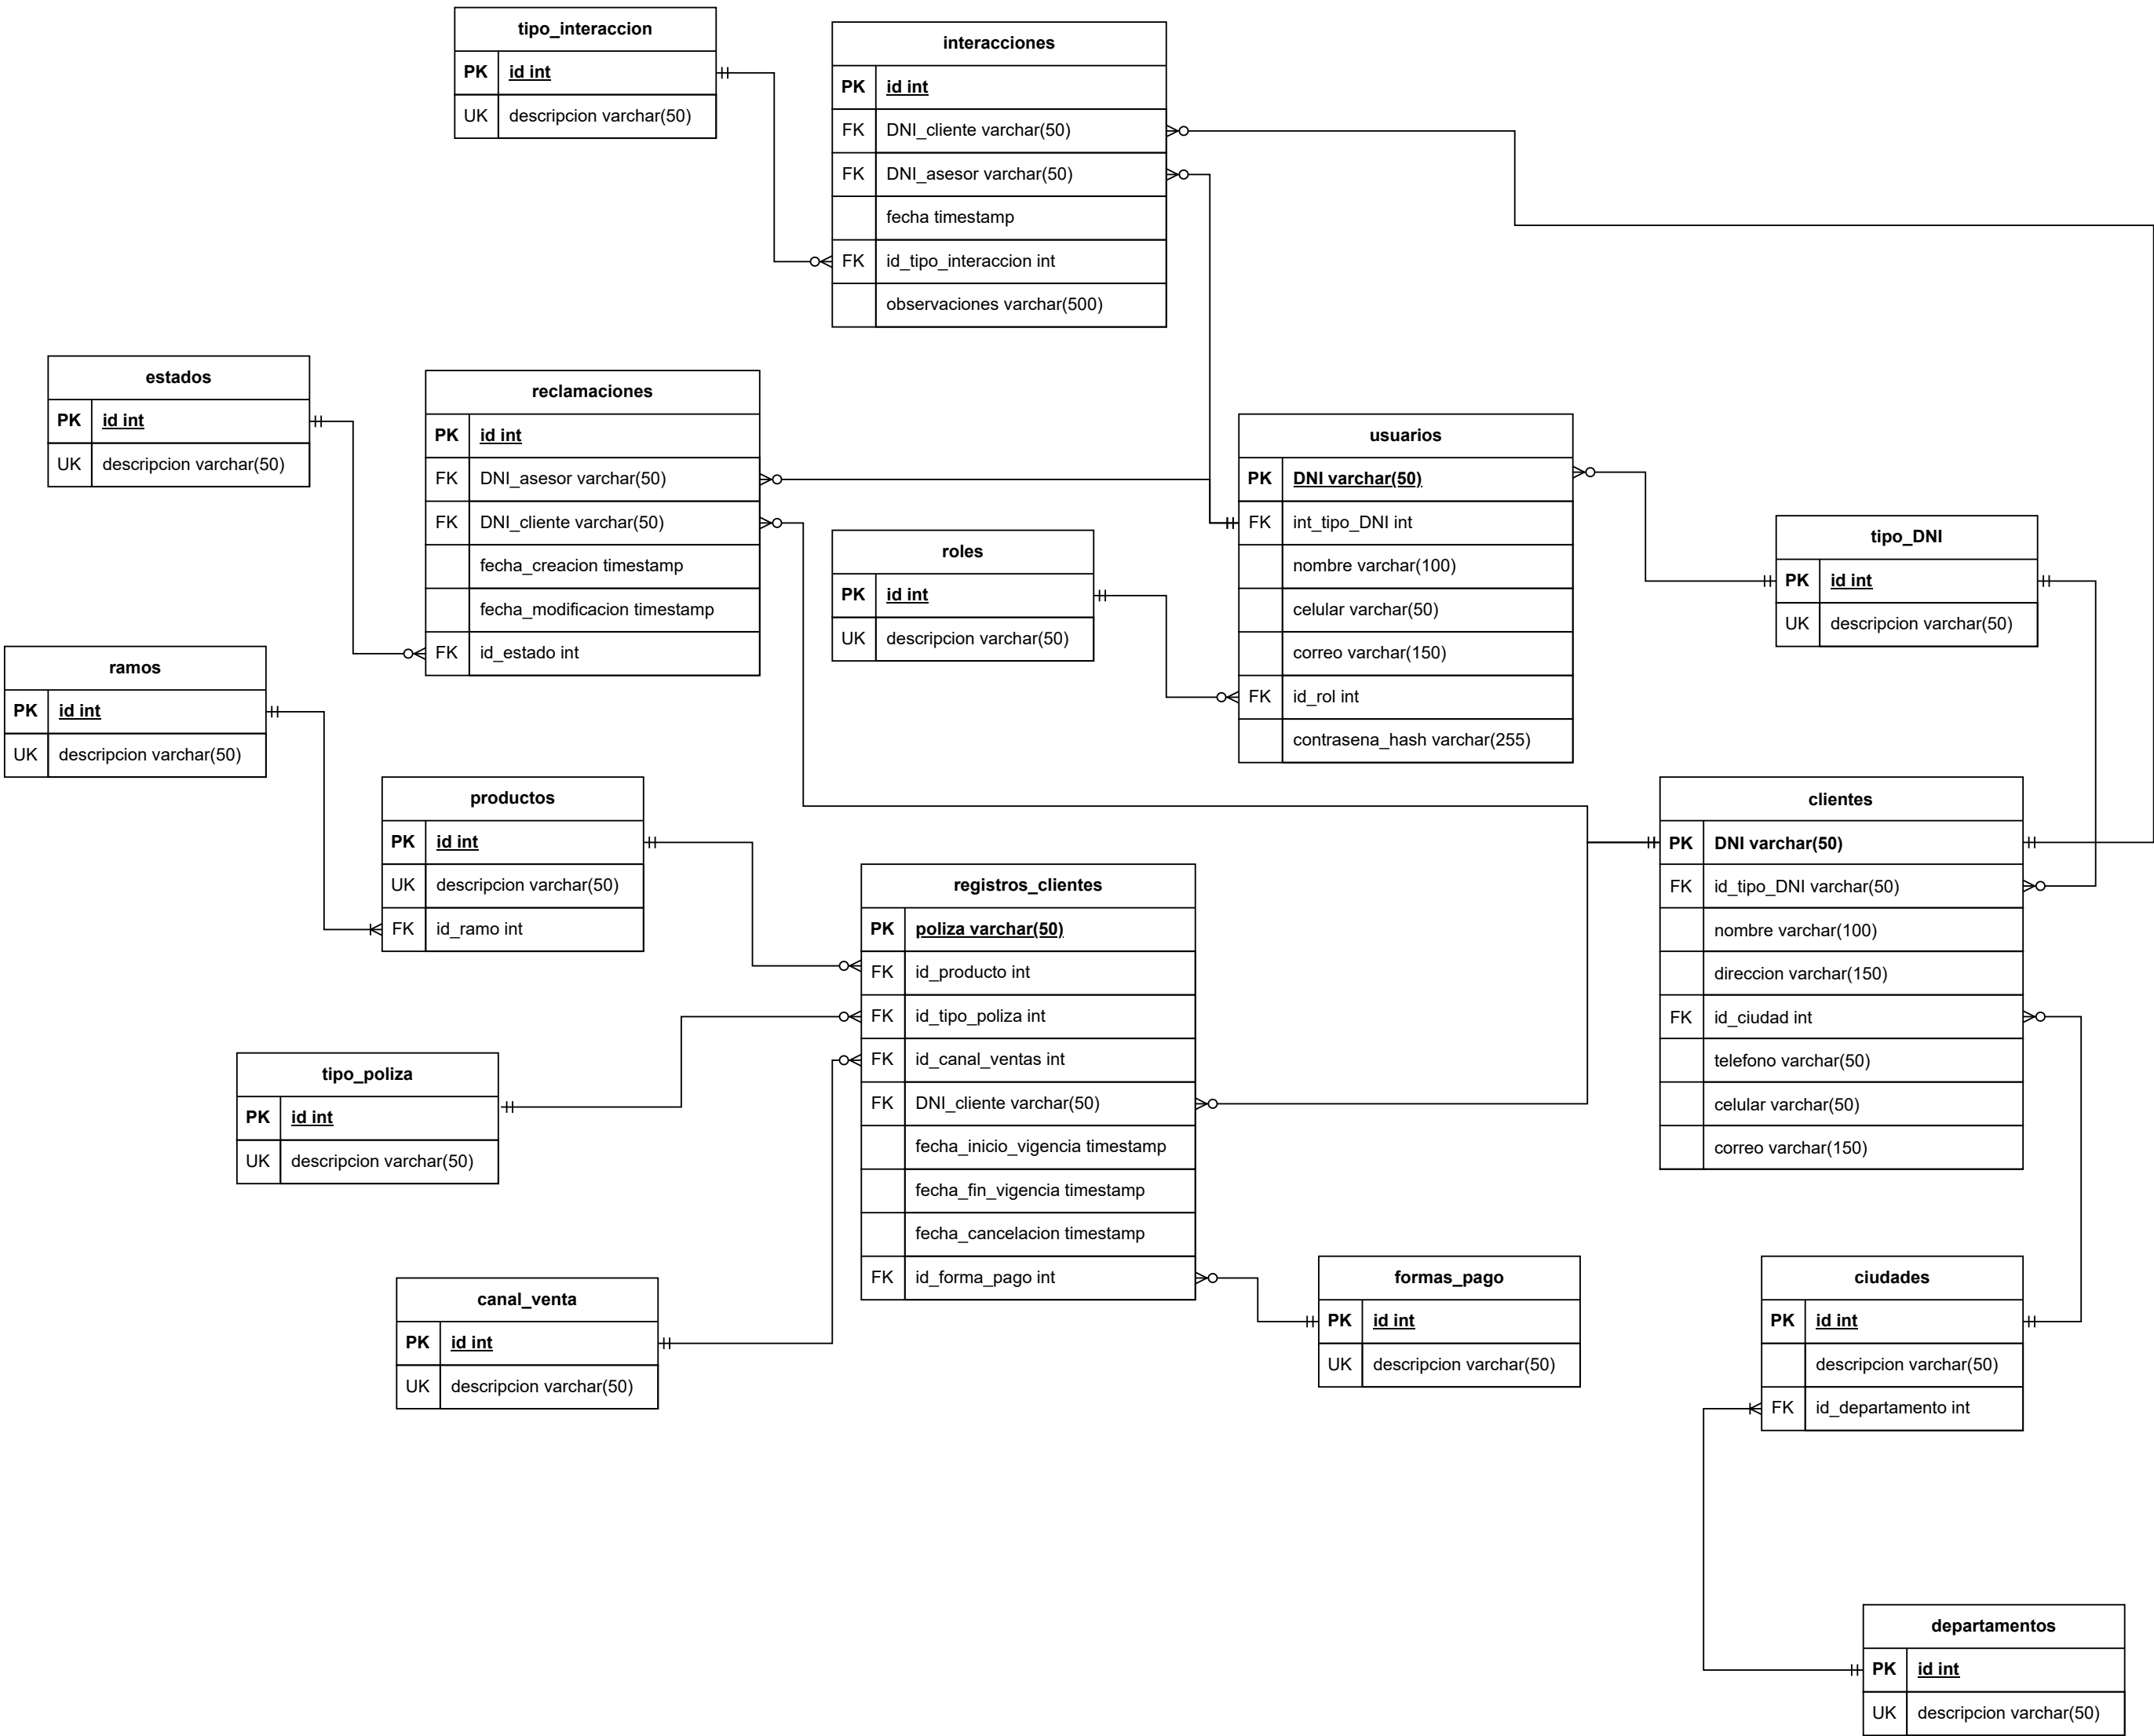 tipo_interaccion
PK id int
UK descripcion varchar(50)
interacciones
PK id int
FK DNI_cliente varchar(50)
FK DNI_asesor varchar(50)
fecha timestamp
FK id_tipo_interaccion int
observaciones varchar(500)
estados
PK id int
UK descripcion varchar(50)
reclamaciones
PK id int
FK DNI_asesor varchar(50)
FK DNI_cliente varchar(50)
fecha_creacion timestamp
fecha_modificacion timestamp
FK id_estado int
usuarios
PK DNI varchar(50)
FK int_tipo_DNI int
nombre varchar(100)
celular varchar(50)
correo varchar(150)
FK id_rol int
contrasena_hash varchar(255)
roles
PK id int
UK descripcion varchar(50)
tipo_DNI
PK id int
UK descripcion varchar(50)
ramos
PK id int
UK descripcion varchar(50)
productos
PK id int
UK descripcion varchar(50)
FK id_ramo int
clientes
PK DNI varchar(50)
FK id_tipo_DNI varchar(50)
nombre varchar(100)
direccion varchar(150)
FK id_ciudad int
telefono varchar(50)
celular varchar(50)
correo varchar(150)
registros_clientes
PK poliza varchar(50)
FK id_producto int
FK id_tipo_poliza int
FK id_canal_ventas int
FK DNI_cliente varchar(50)
fecha_inicio_vigencia timestamp
fecha_fin_vigencia timestamp
fecha_cancelacion timestamp
FK id_forma_pago int
tipo_poliza
PK id int
UK descripcion varchar(50)
canal_venta
PK id int
UK descripcion varchar(50)
formas_pago
PK id int
UK descripcion varchar(50)
ciudades
PK id int
descripcion varchar(50)
FK id_departamento int
departamentos
PK id int
UK descripcion varchar(50)